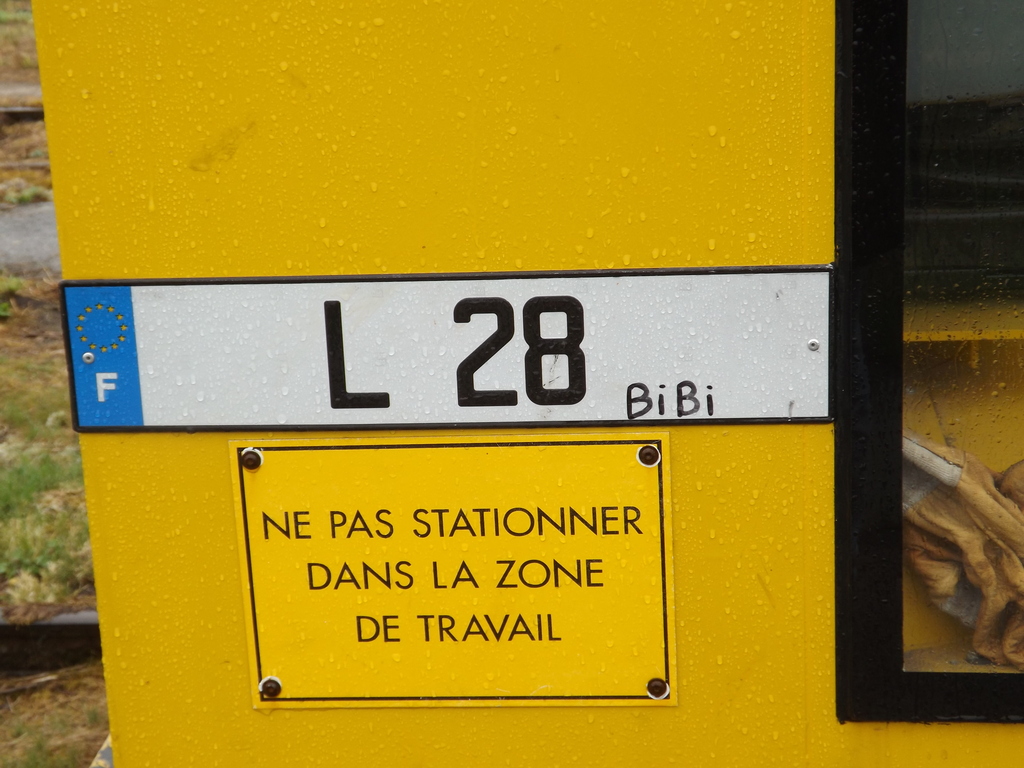 F L 28 BiBi
NE PAS STATIONNER
DANS LA ZONE
DE TRAVAIL